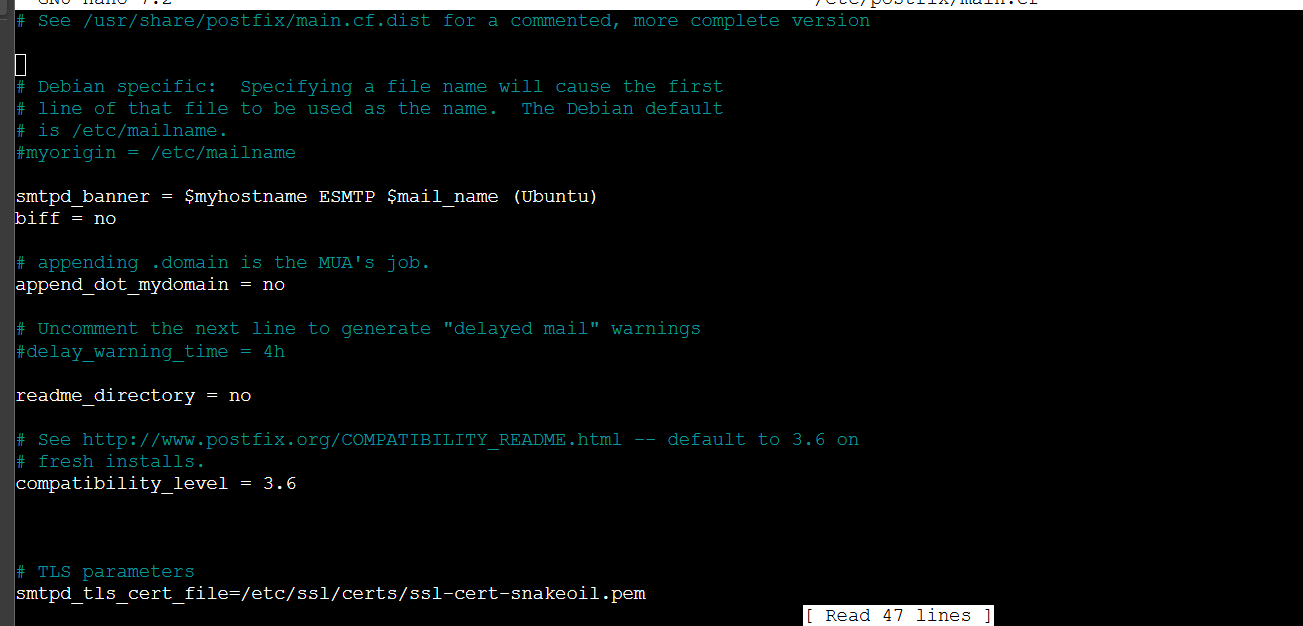 GNU nano 7.2 /etc/postfix/main.cf
# See /usr/share/postfix/main.cf.dist for a commented, more complete version
# Debian specific:  Specifying a file name will cause the first
# line of that file to be used as the name.  The Debian default
# is /etc/mailname.
#myorigin = /etc/mailname
smtpd_banner = $myhostname ESMTP $mail_name (Ubuntu)
biff = no
# appending .domain is the MUA's job.
append_dot_mydomain = no
# Uncomment the next line to generate "delayed mail" warnings
#delay_warning_time = 4h
readme_directory = no
# See http://www.postfix.org/COMPATIBILITY_README.html -- default to 3.6 on
# fresh installs.
compatibility_level = 3.6
# TLS parameters
smtpd_tls_cert_file=/etc/ssl/certs/ssl-cert-snakeoil.pem
[ Read 47 lines ]